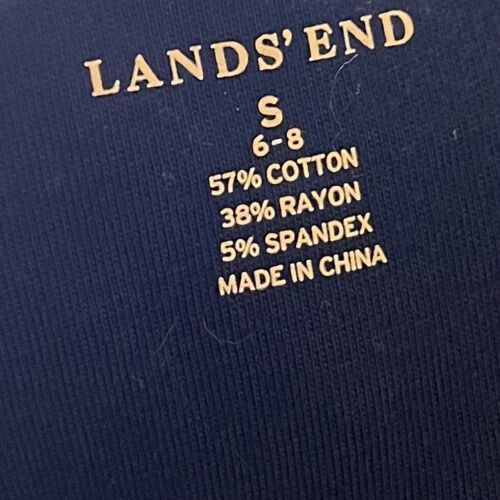 LANDS' END
S
6-8
57% COTTON
38% RAYON
5% SPANDEX
MADE IN CHINA